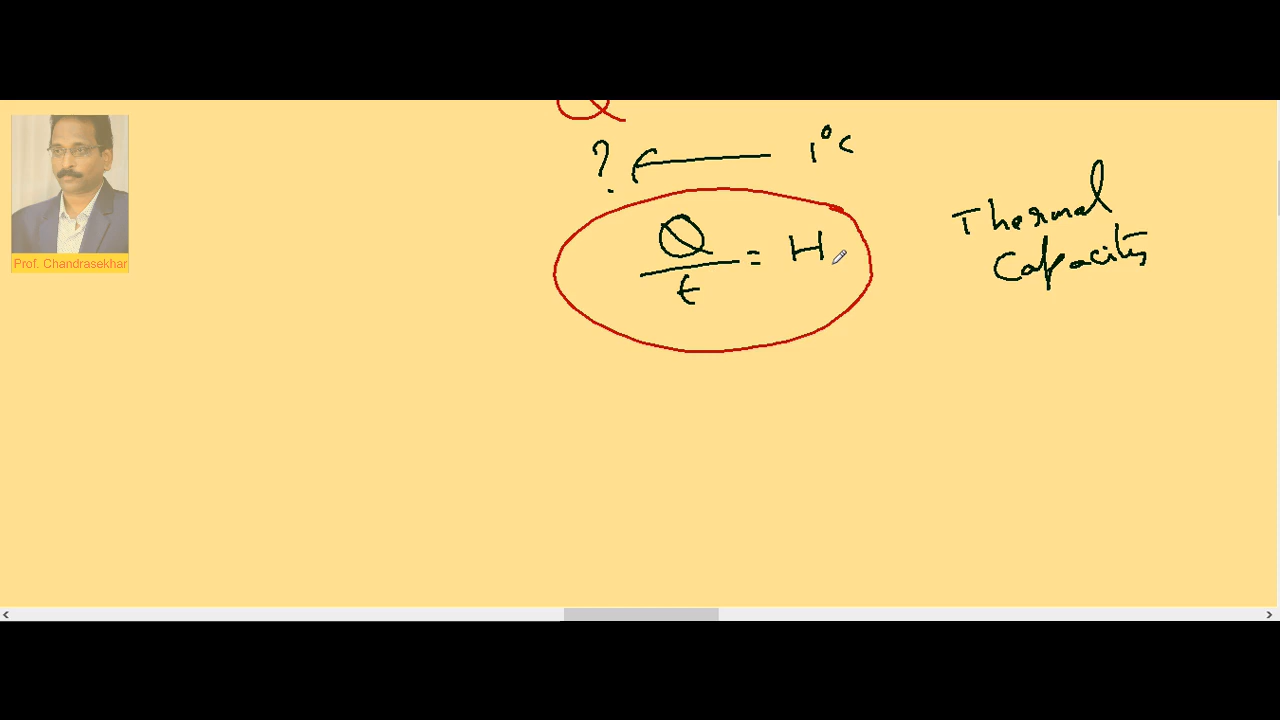 Q
? ← 1°C
Q/t = H
Thermal
Capacity
Prof. Chandrasekhar